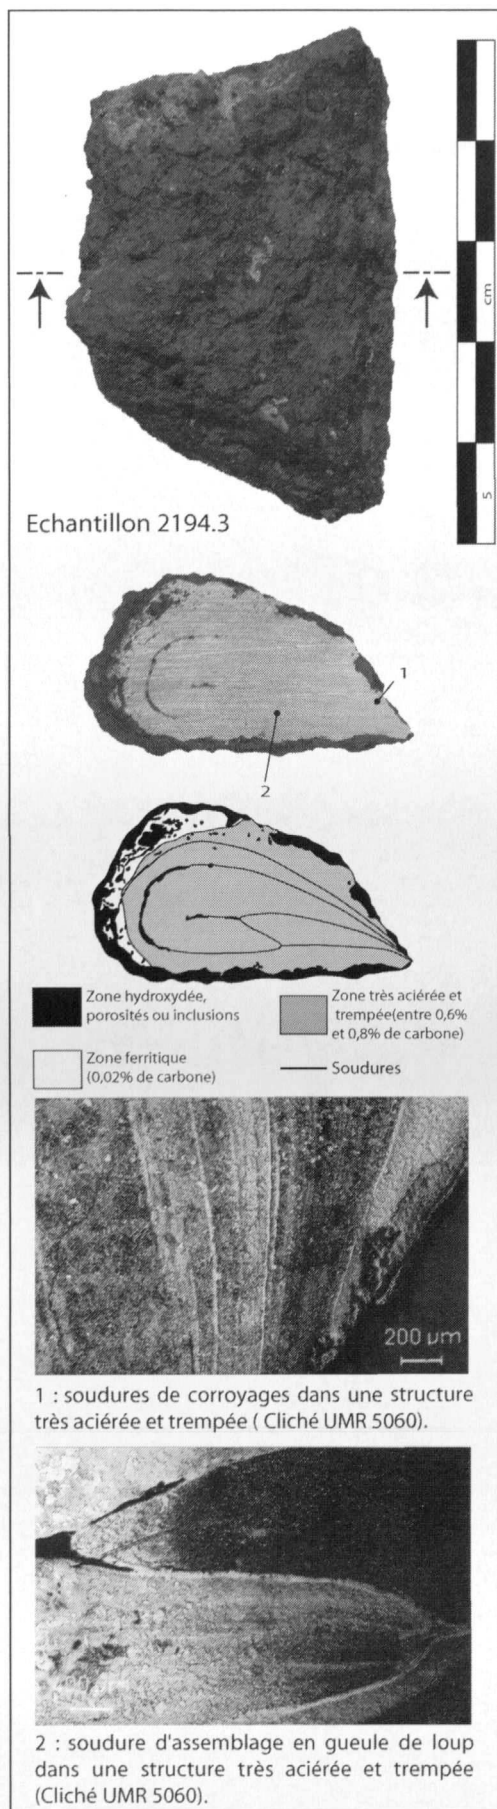 cm
5
Echantillon 2194.3
1
2
Zone hydroxydée,
porosités ou inclusions
Zone très aciérée et
trempée(entre 0,6%
et 0,8% de carbone)
Zone ferritique
(0,02% de carbone)
Soudures
200 µm
1 : soudures de corroyages dans une structure
très aciérée et trempée ( Cliché UMR 5060).
2 : soudure d'assemblage en gueule de loup
dans une structure très aciérée et trempée
(Cliché UMR 5060).